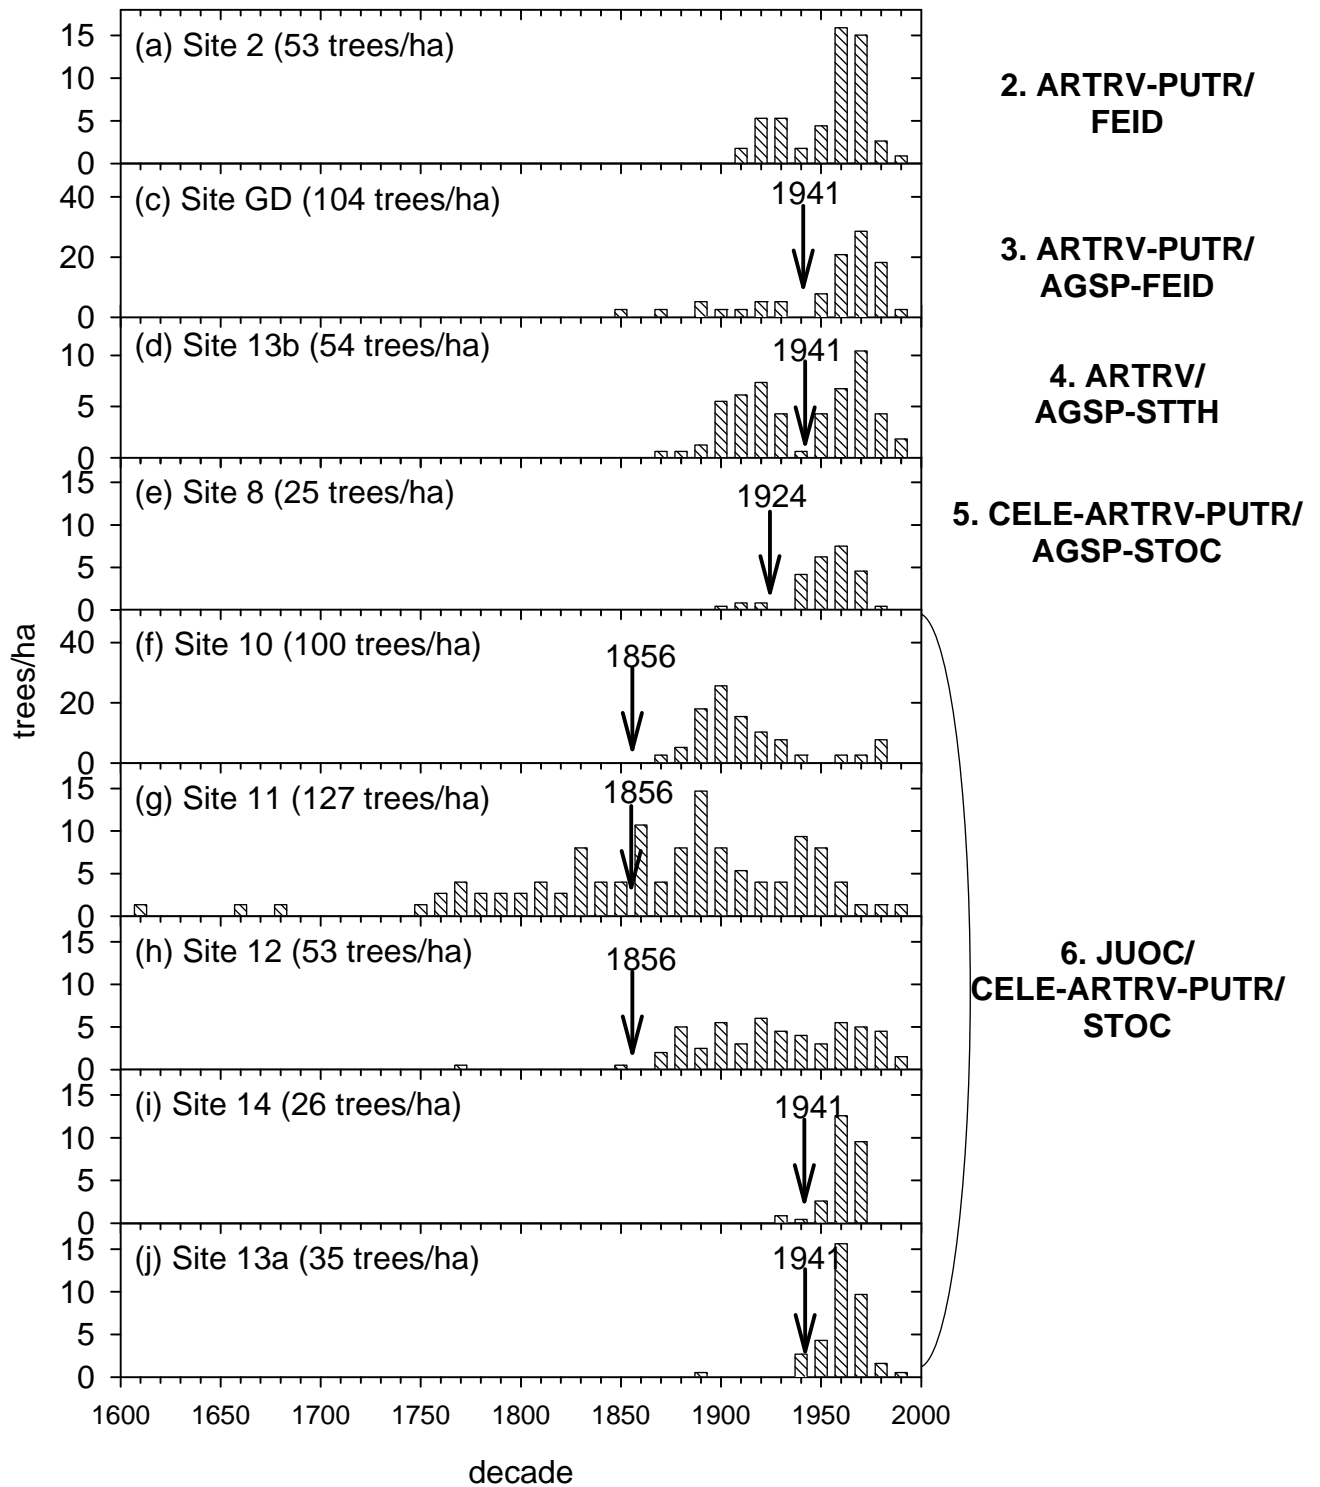 (a) Site 2 (53 trees/ha)
15
10
5
0
2. ARTRV-PUTR/
FEID
(c) Site GD (104 trees/ha)
1941
40
20
0
3. ARTRV-PUTR/
AGSP-FEID
(d) Site 13b (54 trees/ha)
1941
10
5
0
4. ARTRV/
AGSP-STTH
(e) Site 8 (25 trees/ha)
1924
15
10
5
0
5. CELE-ARTRV-PUTR/
AGSP-STOC
trees/ha
(f) Site 10 (100 trees/ha)
1856
40
20
0
(g) Site 11 (127 trees/ha)
1856
15
10
5
0
(h) Site 12 (53 trees/ha)
1856
15
10
5
0
6. JUOC/
CELE-ARTRV-PUTR/
STOC
(i) Site 14 (26 trees/ha)
1941
15
10
5
0
(j) Site 13a (35 trees/ha)
1941
15
10
5
0
1600 1650 1700 1750 1800 1850 1900 1950 2000
decade